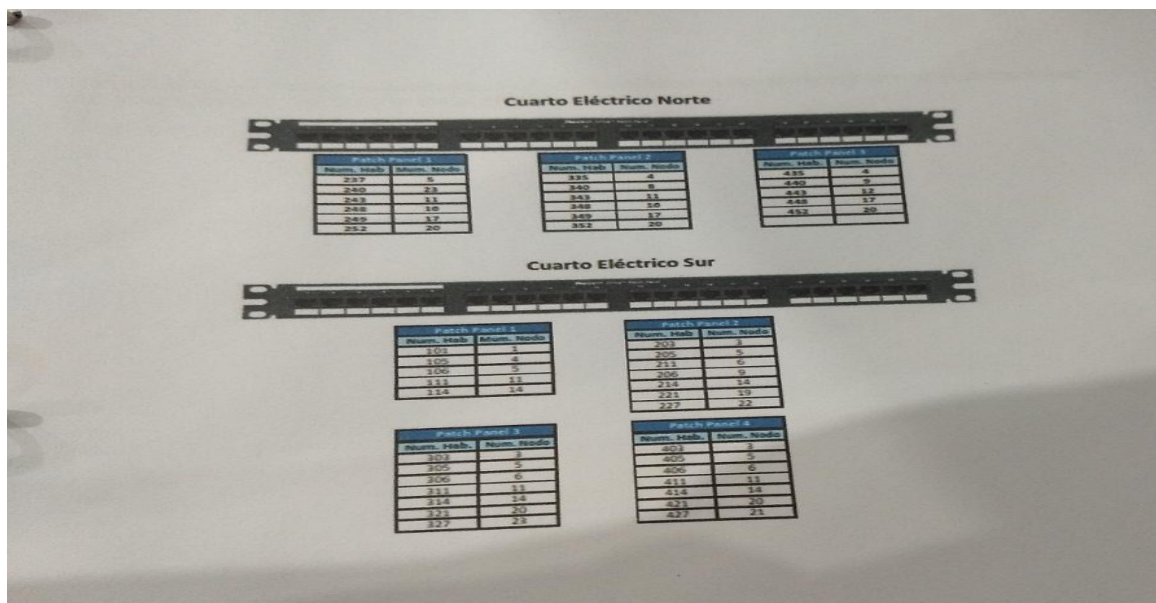 Cuarto Eléctrico Norte
Patch Panel 1
Num. Hab Mum. Nodo
237 5
240 23
243 11
248 16
249 17
252 20
Patch Panel 2
Num. Hab Num. Nodo
335 4
340 8
343 11
348 16
349 17
352 20
Patch Panel 3
Num. Hab. Num. Nodo
435 4
440 9
443 12
448 17
452 20
Cuarto Eléctrico Sur
Patch Panel 1
Num. Hab Mum. Nodo
101 1
105 4
106 5
111 11
114 14
Patch Panel 2
Num. Hab Num. Nodo
203 3
205 5
211 6
206 9
214 14
221 19
227 22
Patch Panel 3
Num. Hab. Num. Nodo
303 3
305 5
306 6
311 11
314 14
321 20
327 23
Patch Panel 4
Num. Hab. Num. Nodo
403 3
405 5
406 6
411 11
414 14
421 20
427 21